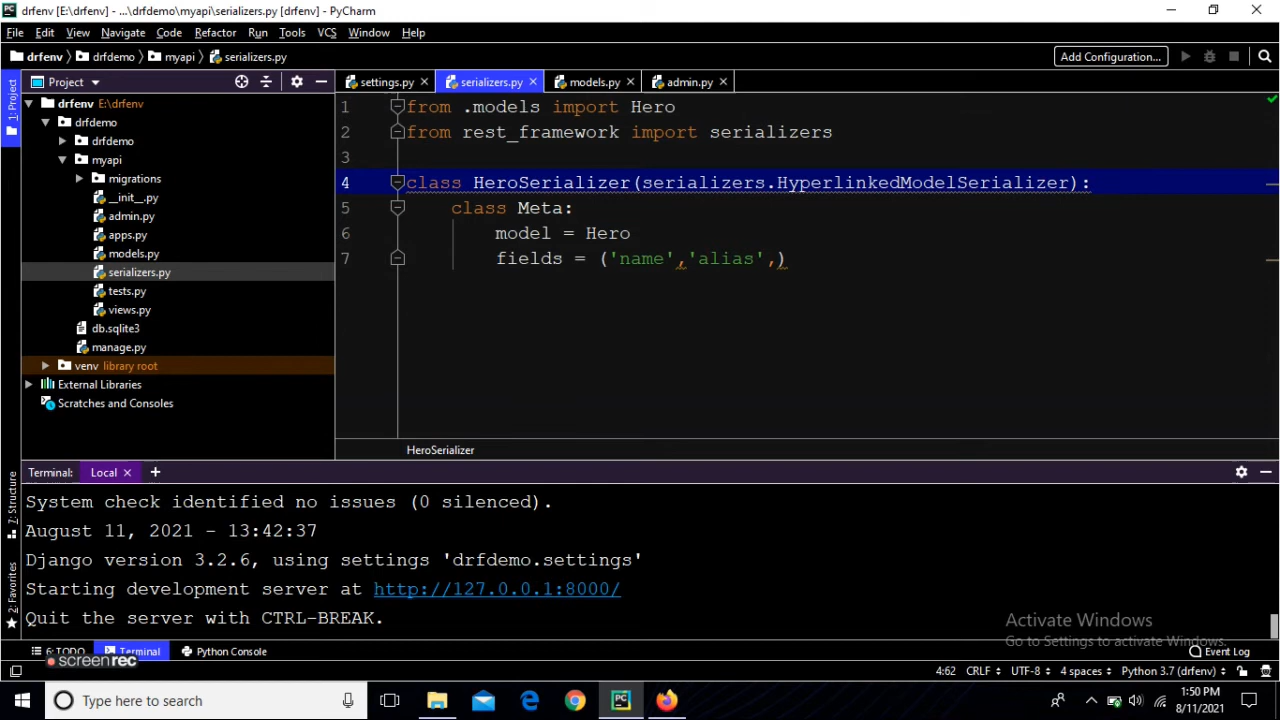 drfenv [E:\drfenv] - ...\drfdemo\myapi\serializers.py [drfenv] - PyCharm
File Edit View Navigate Code Refactor Run Tools VCS Window Help
drfenv drfdemo myapi serializers.py Add Configuration...
1: Project
Project
settings.py serializers.py models.py admin.py
drfenv E:\drfenv
drfdemo
drfdemo
myapi
migrations
__init__.py
admin.py
apps.py
models.py
serializers.py
tests.py
views.py
db.sqlite3
manage.py
venv library root
External Libraries
Scratches and Consoles
1 from .models import Hero
2 from rest_framework import serializers
3
4 class HeroSerializer(serializers.HyperlinkedModelSerializer):
5 class Meta:
6 model = Hero
7 fields = ('name','alias',)
HeroSerializer
Terminal: Local
System check identified no issues (0 silenced).
August 11, 2021 - 13:42:37
Django version 3.2.6, using settings 'drfdemo.settings'
Starting development server at http://127.0.0.1:8000/
Quit the server with CTRL-BREAK.
7: Structure
2: Favorites
Activate Windows
Go to Settings to activate Windows.
6: TODO Terminal Python Console Event Log
screenrec
4:62 CRLF UTF-8 4 spaces Python 3.7 (drfenv)
Type here to search
1:50 PM
8/11/2021